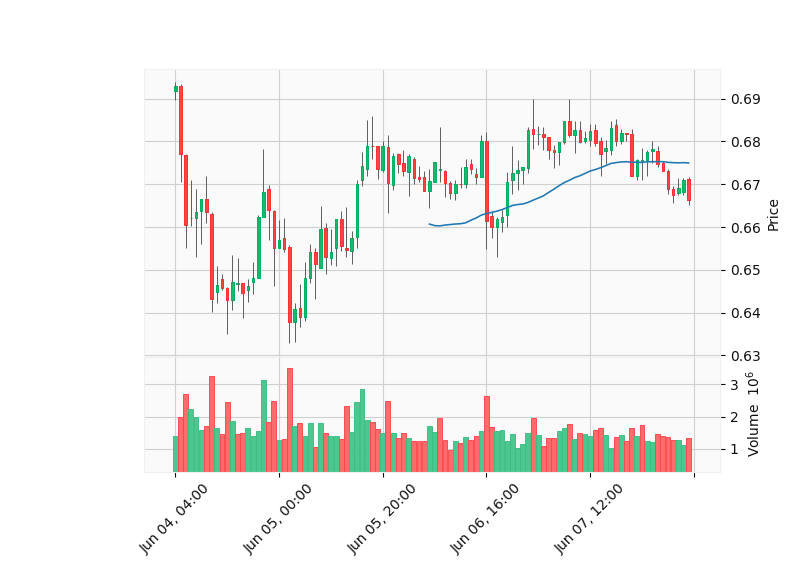 0.69
0.68
0.67
0.66
0.65
0.64
0.63
Price
3
2
1
Volume 10^6
Jun 04, 04:00
Jun 05, 00:00
Jun 05, 20:00
Jun 06, 16:00
Jun 07, 12:00